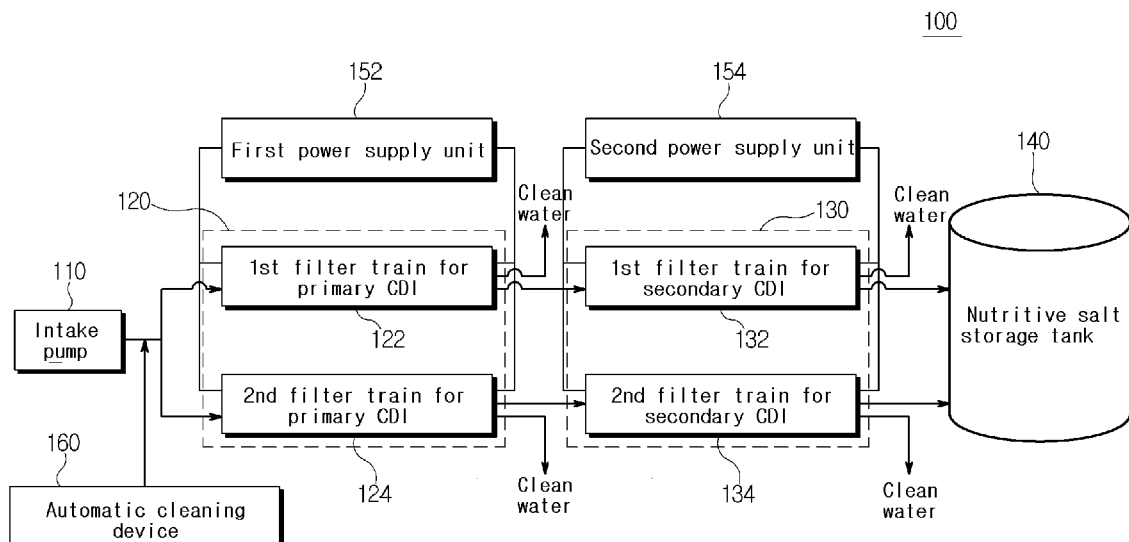 100
152
154
First power supply unit
Second power supply unit
140
120
Clean
water
130
Clean
water
110
1st filter train for
primary CDI
1st filter train for
secondary CDI
Intake
pump
122
132
Nutritive salt
storage tank
2nd filter train for
primary CDI
2nd filter train for
secondary CDI
160
124
Clean
water
134
Clean
water
Automatic cleaning
device